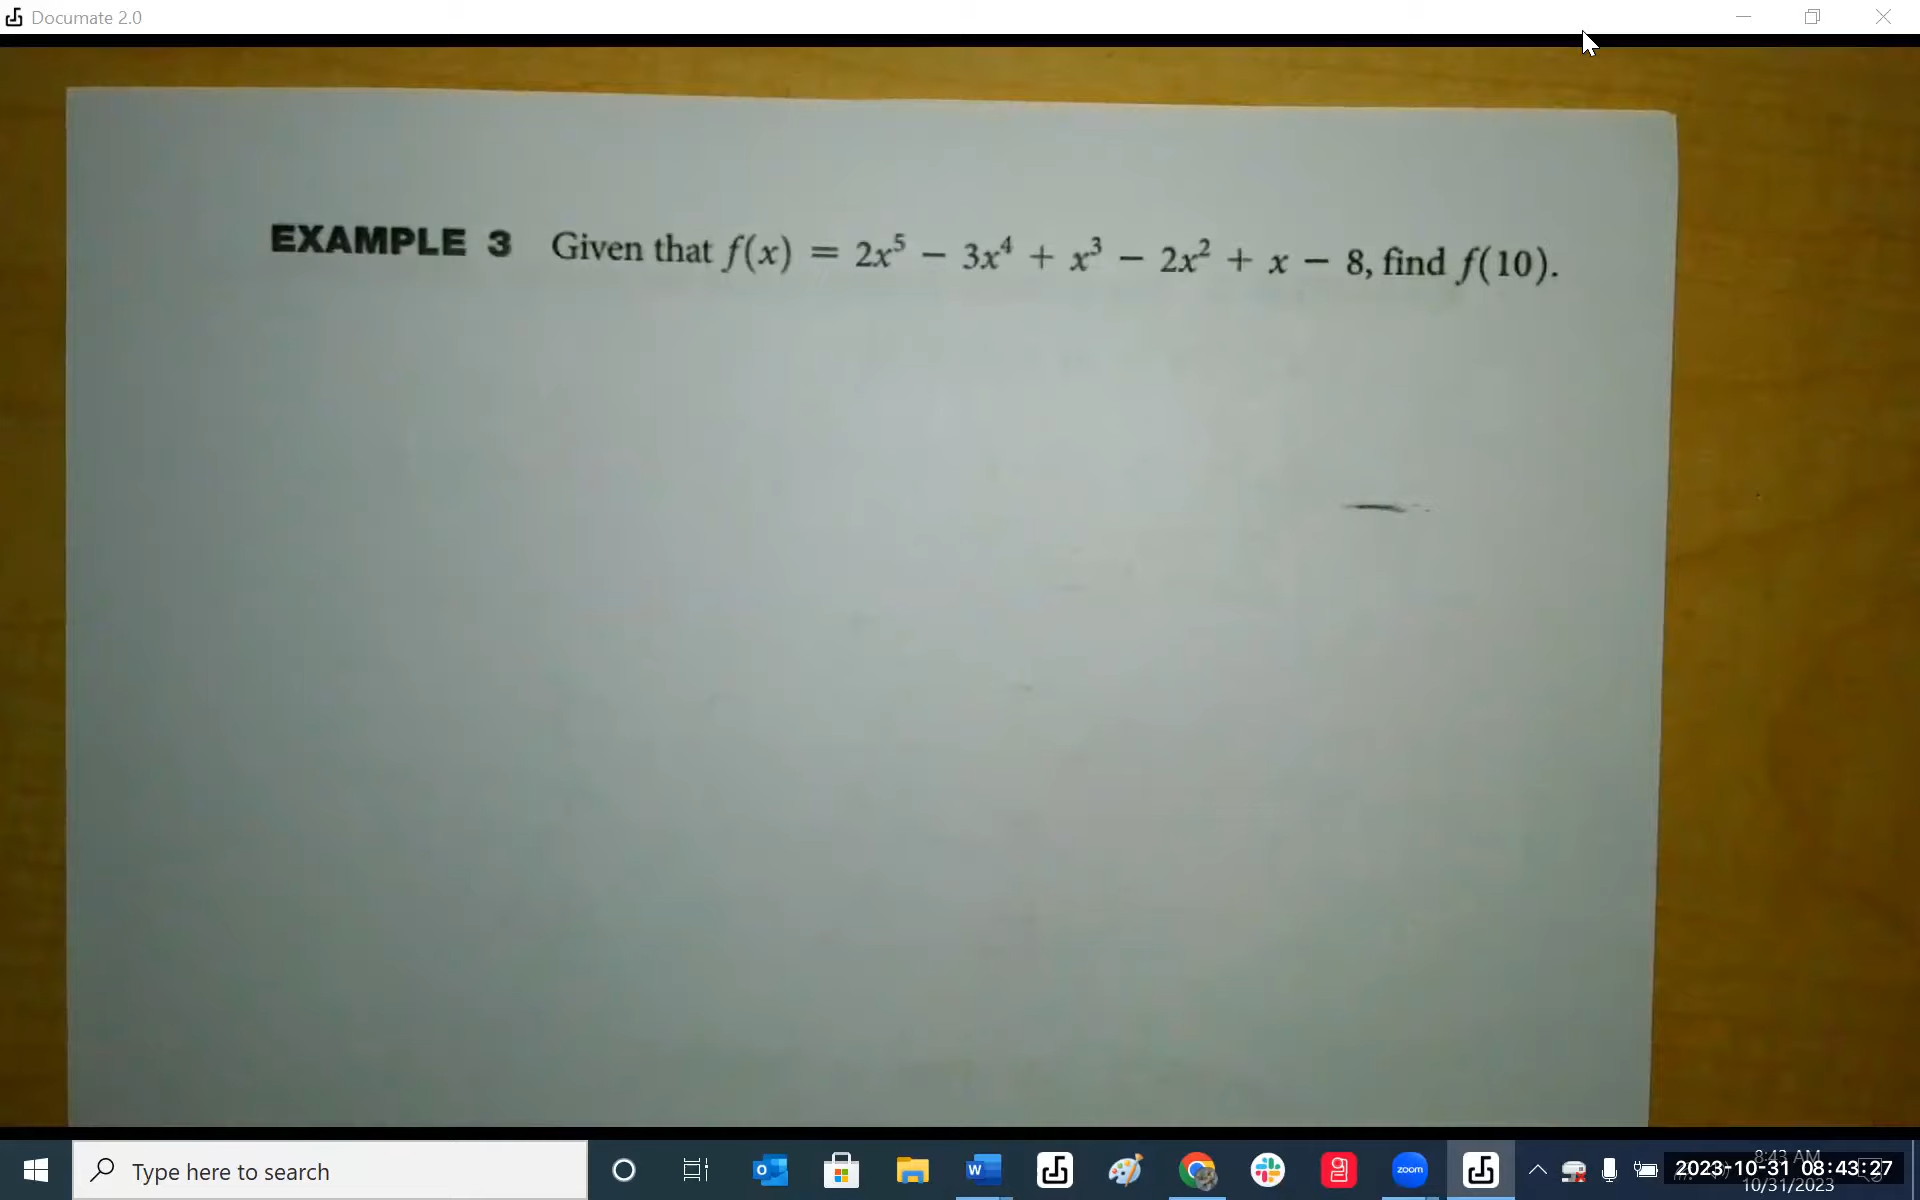 Documate 2.0
EXAMPLE 3 Given that f(x) = 2x⁵ − 3x⁴ + x³ − 2x² + x − 8, find f(10).
Type here to search
zoom
8:43 AM
2023-10-31 08:43:27
10/31/2023